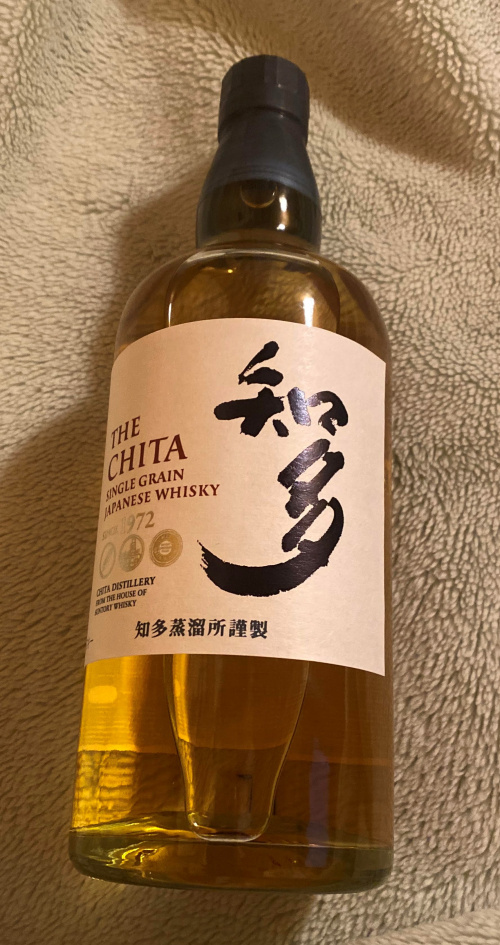 知多
THE
CHITA
SINGLE GRAIN
JAPANESE WHISKY
SINCE 1972
CHITA DISTILLERY
FROM THE HOUSE OF
SUNTORY WHISKY
知多蒸溜所謹製